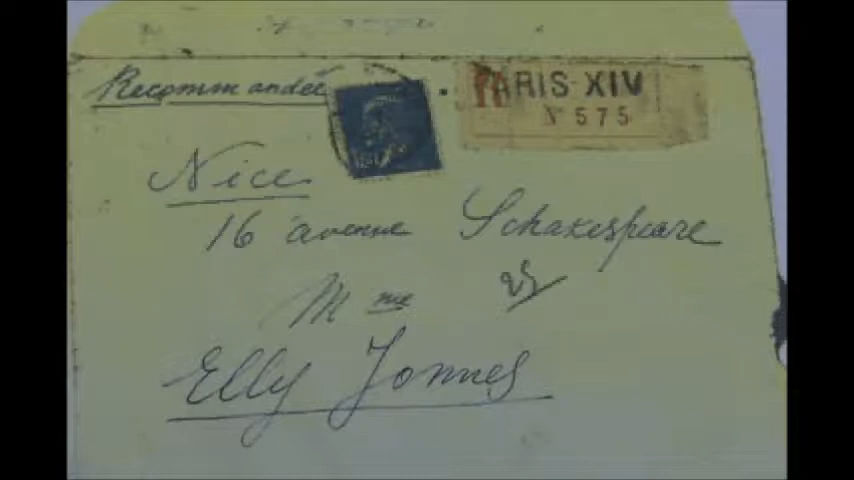 Recommandée
R PARIS XIV
N° 575
Nice
16 avenue Schakespeare
Mme
Elly Jonnes